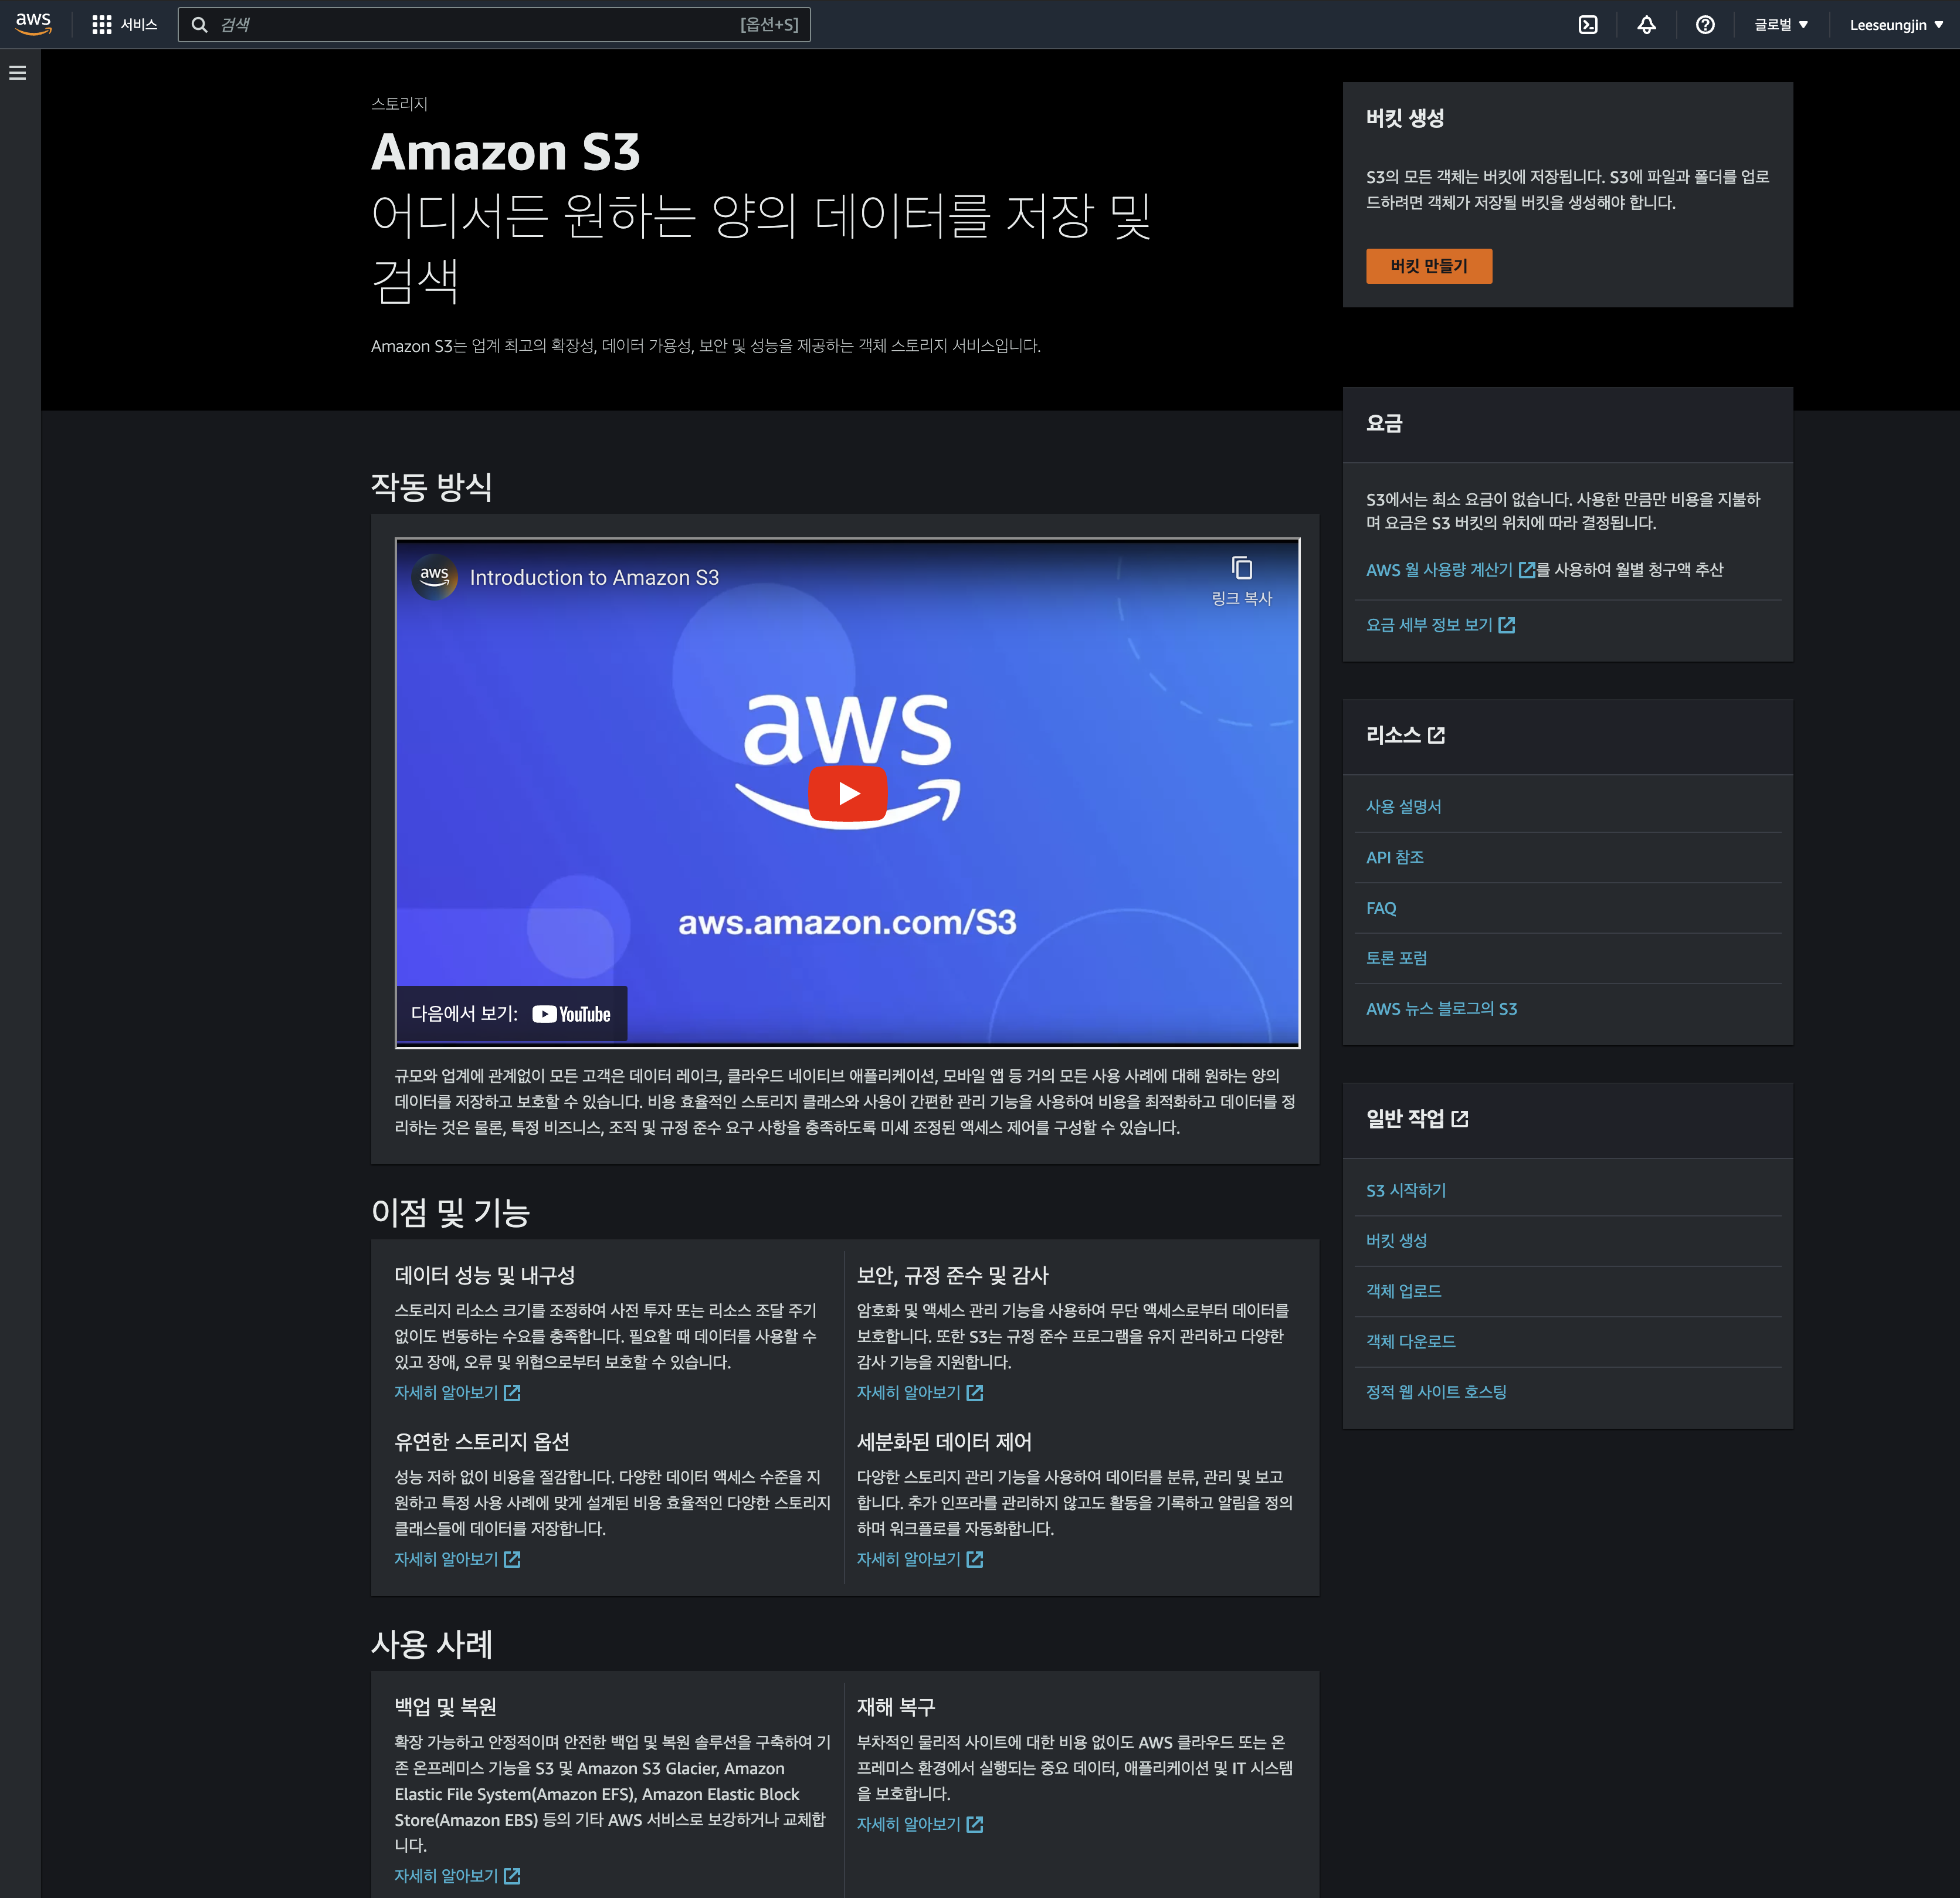 aws
서비스
검색
[옵션+S]
글로벌
Leeseungjin
스토리지
Amazon S3
어디서든 원하는 양의 데이터를 저장 및
검색
Amazon S3는 업계 최고의 확장성, 데이터 가용성, 보안 및 성능을 제공하는 객체 스토리지 서비스입니다.
버킷 생성
S3의 모든 객체는 버킷에 저장됩니다. S3에 파일과 폴더를 업로
드하려면 객체가 저장될 버킷을 생성해야 합니다.
버킷 만들기
작동 방식
aws
Introduction to Amazon S3
링크 복사
aws
aws.amazon.com/S3
다음에서 보기: YouTube
규모와 업계에 관계없이 모든 고객은 데이터 레이크, 클라우드 네이티브 애플리케이션, 모바일 앱 등 거의 모든 사용 사례에 대해 원하는 양의
데이터를 저장하고 보호할 수 있습니다. 비용 효율적인 스토리지 클래스와 사용이 간편한 관리 기능을 사용하여 비용을 최적화하고 데이터를 정
리하는 것은 물론, 특정 비즈니스, 조직 및 규정 준수 요구 사항을 충족하도록 미세 조정된 액세스 제어를 구성할 수 있습니다.
이점 및 기능
데이터 성능 및 내구성
스토리지 리소스 크기를 조정하여 사전 투자 또는 리소스 조달 주기
없이도 변동하는 수요를 충족합니다. 필요할 때 데이터를 사용할 수
있고 장애, 오류 및 위협으로부터 보호할 수 있습니다.
자세히 알아보기
보안, 규정 준수 및 감사
암호화 및 액세스 관리 기능을 사용하여 무단 액세스로부터 데이터를
보호합니다. 또한 S3는 규정 준수 프로그램을 유지 관리하고 다양한
감사 기능을 지원합니다.
자세히 알아보기
유연한 스토리지 옵션
성능 저하 없이 비용을 절감합니다. 다양한 데이터 액세스 수준을 지
원하고 특정 사용 사례에 맞게 설계된 비용 효율적인 다양한 스토리지
클래스들에 데이터를 저장합니다.
자세히 알아보기
세분화된 데이터 제어
다양한 스토리지 관리 기능을 사용하여 데이터를 분류, 관리 및 보고
합니다. 추가 인프라를 관리하지 않고도 활동을 기록하고 알림을 정의
하며 워크플로를 자동화합니다.
자세히 알아보기
사용 사례
백업 및 복원
확장 가능하고 안정적이며 안전한 백업 및 복원 솔루션을 구축하여 기
존 온프레미스 기능을 S3 및 Amazon S3 Glacier, Amazon
Elastic File System(Amazon EFS), Amazon Elastic Block
Store(Amazon EBS) 등의 기타 AWS 서비스로 보강하거나 교체합
니다.
자세히 알아보기
재해 복구
부차적인 물리적 사이트에 대한 비용 없이도 AWS 클라우드 또는 온
프레미스 환경에서 실행되는 중요 데이터, 애플리케이션 및 IT 시스템
을 보호합니다.
자세히 알아보기
요금
S3에서는 최소 요금이 없습니다. 사용한 만큼만 비용을 지불하
며 요금은 S3 버킷의 위치에 따라 결정됩니다.
AWS 월 사용량 계산기를 사용하여 월별 청구액 추산
요금 세부 정보 보기
리소스
사용 설명서
API 참조
FAQ
토론 포럼
AWS 뉴스 블로그의 S3
일반 작업
S3 시작하기
버킷 생성
객체 업로드
객체 다운로드
정적 웹 사이트 호스팅